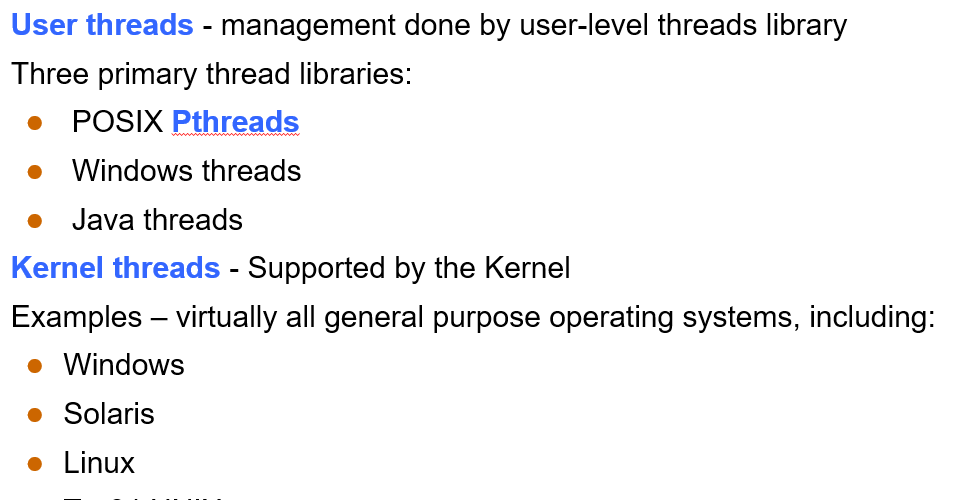 User threads - management done by user-level threads library
Three primary thread libraries:
● POSIX Pthreads
● Windows threads
● Java threads
Kernel threads - Supported by the Kernel
Examples – virtually all general purpose operating systems, including:
● Windows
● Solaris
● Linux